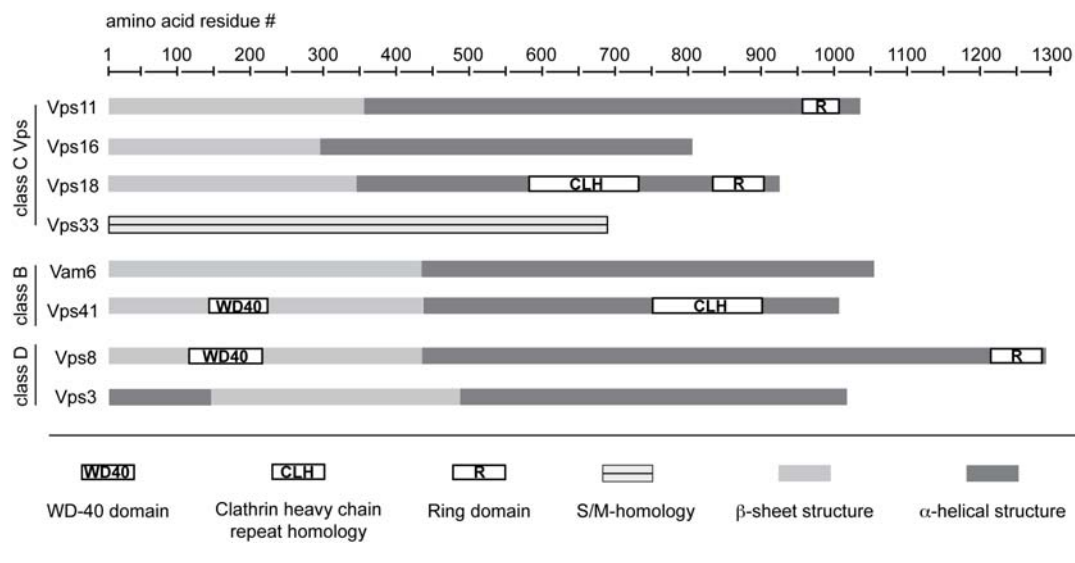 amino acid residue #
1 100 200 300 400 500 600 700 800 900 1000 1100 1200 1300
class C Vps
Vps11 R
Vps16
Vps18 CLH R
Vps33
class B
Vam6
Vps41 WD40 CLH
class D
Vps8 WD40 R
Vps3
WD40 CLH R
WD-40 domain Clathrin heavy chain Ring domain S/M-homology β-sheet structure α-helical structure
repeat homology